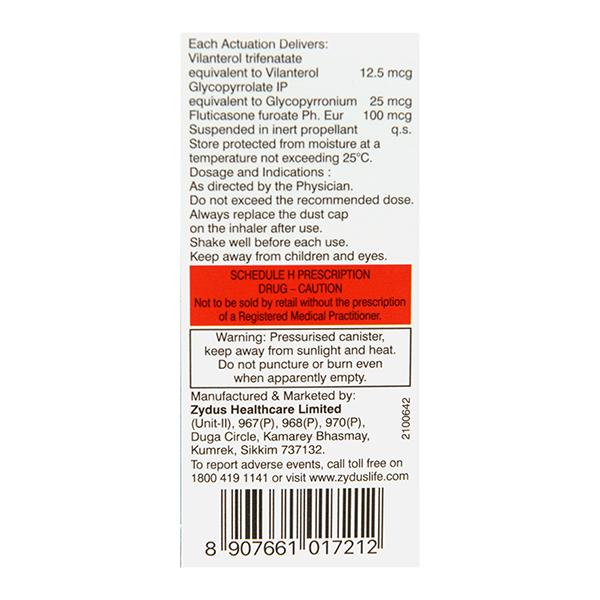 Each Actuation Delivers:
Vilanterol trifenatate
equivalent to Vilanterol 12.5 mcg
Glycopyrrolate IP
equivalent to Glycopyrronium 25 mcg
Fluticasone furoate Ph. Eur 100 mcg
Suspended in inert propellant q.s.
Store protected from moisture at a
temperature not exceeding 25°C.
Dosage and Indications :
As directed by the Physician.
Do not exceed the recommended dose.
Always replace the dust cap
on the inhaler after use.
Shake well before each use.
Keep away from children and eyes.
SCHEDULE H PRESCRIPTION
DRUG – CAUTION
Not to be sold by retail without the prescription
of a Registered Medical Practitioner.
Warning: Pressurised canister,
keep away from sunlight and heat.
Do not puncture or burn even
when apparently empty.
Manufactured & Marketed by:
Zydus Healthcare Limited
(Unit-II), 967(P), 968(P), 970(P),
Duga Circle, Kamarey Bhasmay,
Kumrek, Sikkim 737132.
2100642
To report adverse events, call toll free on
1800 419 1141 or visit www.zyduslife.com
8 907661 017212